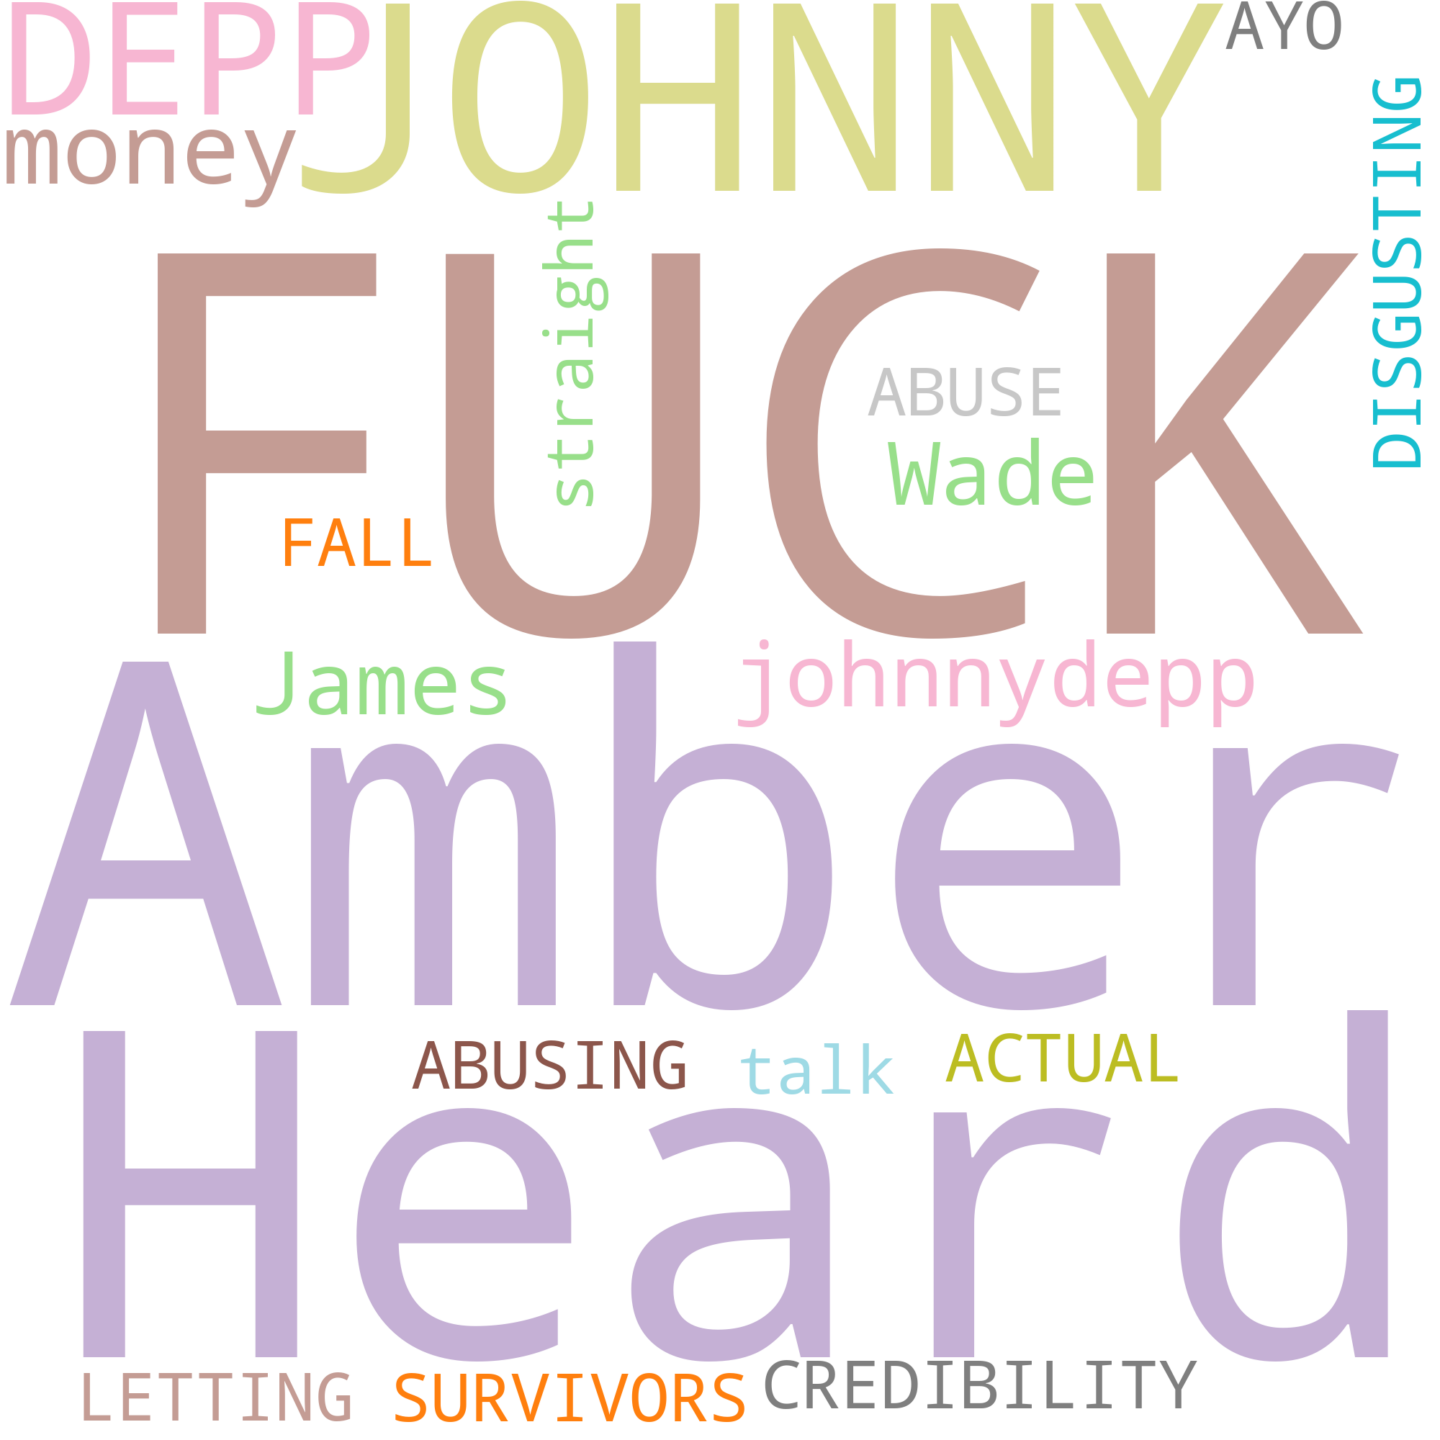 DEPP
JOHNNY
AYO
money
DISGUSTING
straight
FUCK
ABUSE
Wade
FALL
James
johnnydepp
Amber
ABUSING
talk
ACTUAL
Heard
LETTING
SURVIVORS
CREDIBILITY